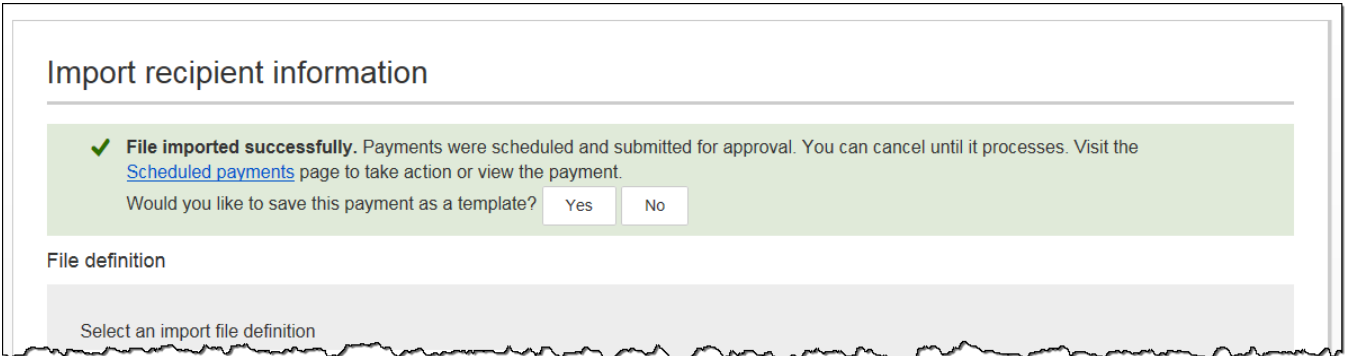 Import recipient information
File imported successfully. Payments were scheduled and submitted for approval. You can cancel until it processes. Visit the
Scheduled payments page to take action or view the payment.
Would you like to save this payment as a template? Yes No
File definition
Select an import file definition